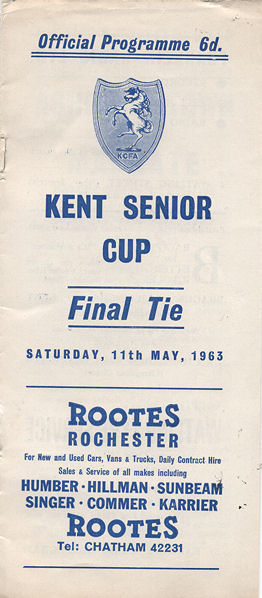 Official Programme 6d.
KCFA
KENT SENIOR
CUP
Final Tie
SATURDAY, 11th MAY, 1963
ROOTES
ROCHESTER
For New and Used Cars, Vans & Trucks, Daily Contract Hire
Sales & Service of all makes including
HUMBER · HILLMAN · SUNBEAM
SINGER · COMMER · KARRIER
ROOTES
Tel: CHATHAM 42231